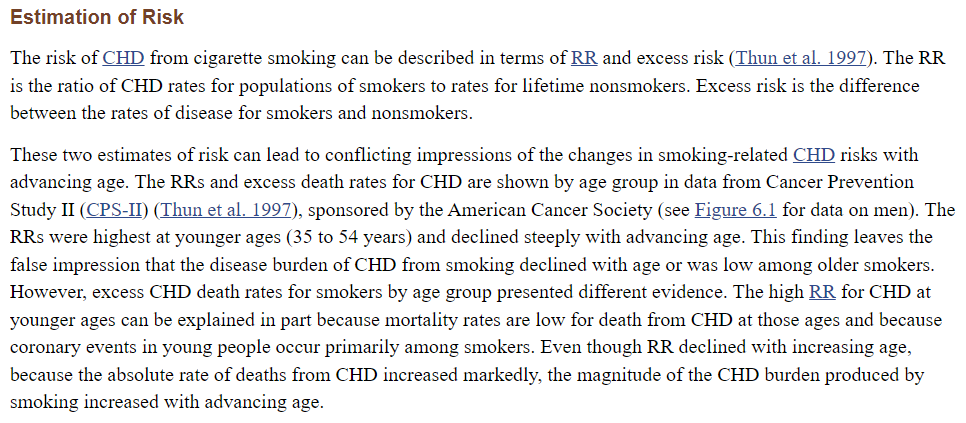 Estimation of Risk
The risk of CHD from cigarette smoking can be described in terms of RR and excess risk (Thun et al. 1997). The RR
is the ratio of CHD rates for populations of smokers to rates for lifetime nonsmokers. Excess risk is the difference
between the rates of disease for smokers and nonsmokers.
These two estimates of risk can lead to conflicting impressions of the changes in smoking-related CHD risks with
advancing age. The RRs and excess death rates for CHD are shown by age group in data from Cancer Prevention
Study II (CPS-II) (Thun et al. 1997), sponsored by the American Cancer Society (see Figure 6.1 for data on men). The
RRs were highest at younger ages (35 to 54 years) and declined steeply with advancing age. This finding leaves the
false impression that the disease burden of CHD from smoking declined with age or was low among older smokers.
However, excess CHD death rates for smokers by age group presented different evidence. The high RR for CHD at
younger ages can be explained in part because mortality rates are low for death from CHD at those ages and because
coronary events in young people occur primarily among smokers. Even though RR declined with increasing age,
because the absolute rate of deaths from CHD increased markedly, the magnitude of the CHD burden produced by
smoking increased with advancing age.